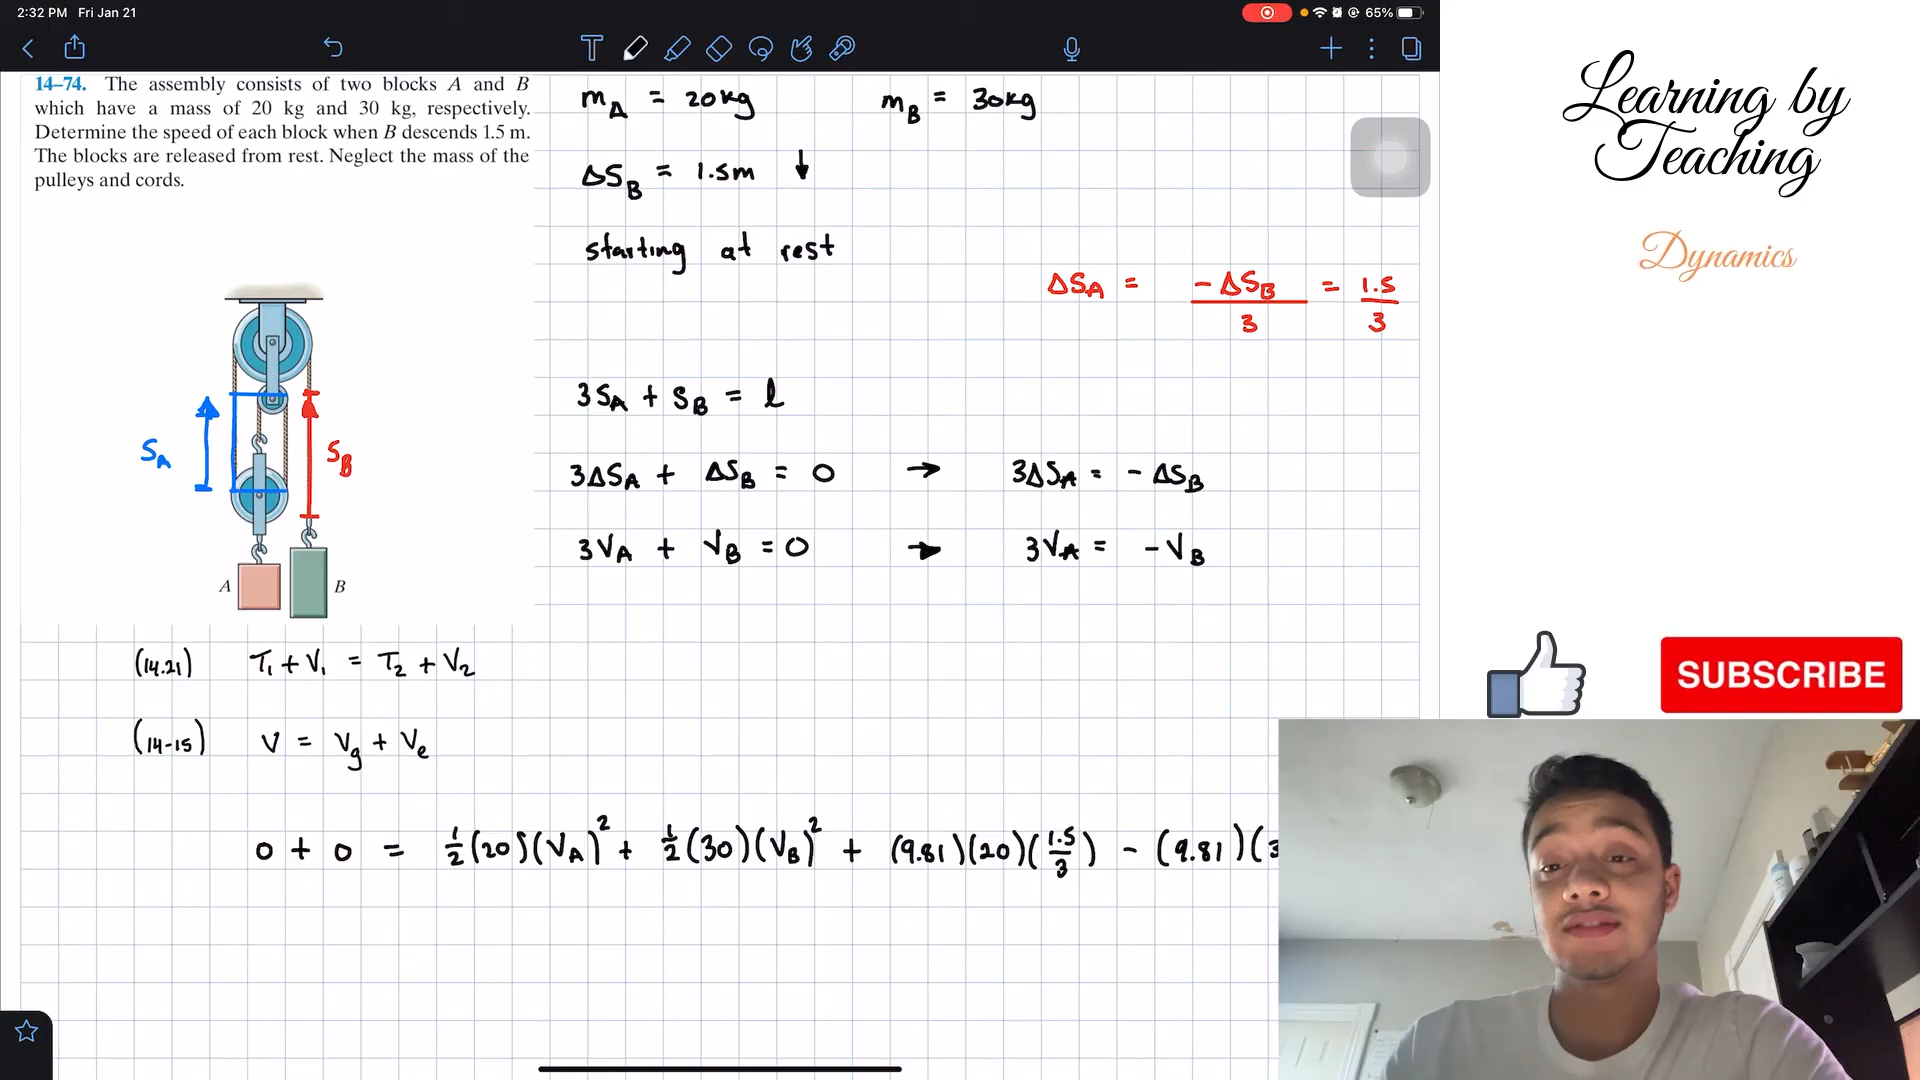 2:32 PM Fri Jan 21
65%
14–74. The assembly consists of two blocks A and B
which have a mass of 20 kg and 30 kg, respectively.
Determine the speed of each block when B descends 1.5 m.
The blocks are released from rest. Neglect the mass of the
pulleys and cords.
mA = 20kg mB = 30kg
ΔSB = 1.5m ↓
starting at rest
ΔSA = -ΔSB/3 = 1.5/3
3SA + SB = l
3ΔSA + ΔSB = 0 → 3ΔSA = -ΔSB
3VA + VB = 0 → 3VA = -VB
SA
SB
A
B
(14.21) T1 + V1 = T2 + V2
(14-15) V = Vg + Ve
0 + 0 = 1/2(20)(VA)² + 1/2(30)(VB)² + (9.81)(20)(1.5/3) - (9.81)(3
Learning by
Teaching
Dynamics
SUBSCRIBE